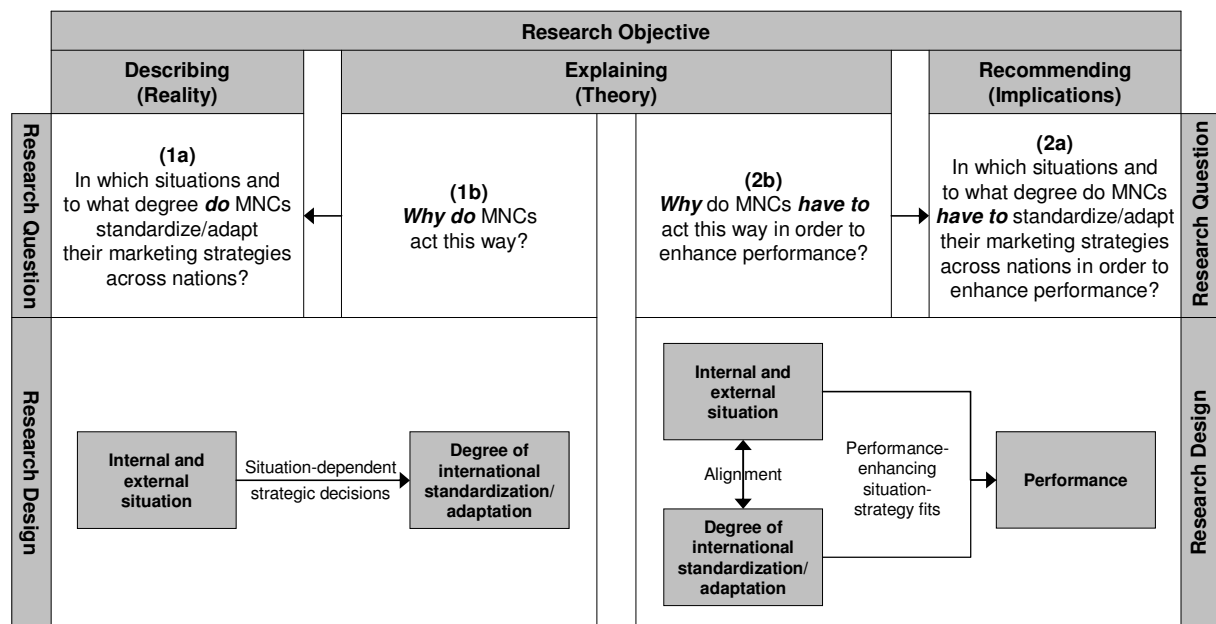 Research Objective
Describing
(Reality)
Explaining
(Theory)
Recommending
(Implications)
Research Question
(1a)
In which situations and
to what degree do MNCs
standardize/adapt
their marketing strategies
across nations?
(1b)
Why do MNCs
act this way?
(2b)
Why do MNCs have to
act this way in order to
enhance performance?
(2a)
In which situations and
to what degree do MNCs
have to standardize/adapt
their marketing strategies
across nations in order to
enhance performance?
Research Question
Research Design
Internal and
external
situation
Situation-dependent
strategic decisions
Degree of
international
standardization/
adaptation
Internal and
external
situation
Alignment
Degree of
international
standardization/
adaptation
Performance-
enhancing
situation-
strategy fits
Performance
Research Design